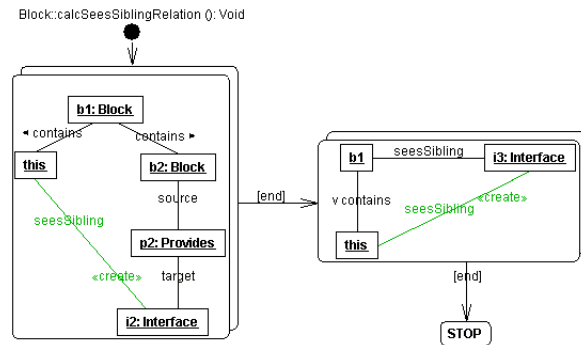 Block::calcSeesSiblingRelation (): Void
b1: Block
◄ contains
contains ►
this
b2: Block
source
seesSibling
p2: Provides
«create»
target
i2: Interface
[end]
b1
seesSibling
i3: Interface
v contains
«create»
seesSibling
this
[end]
STOP